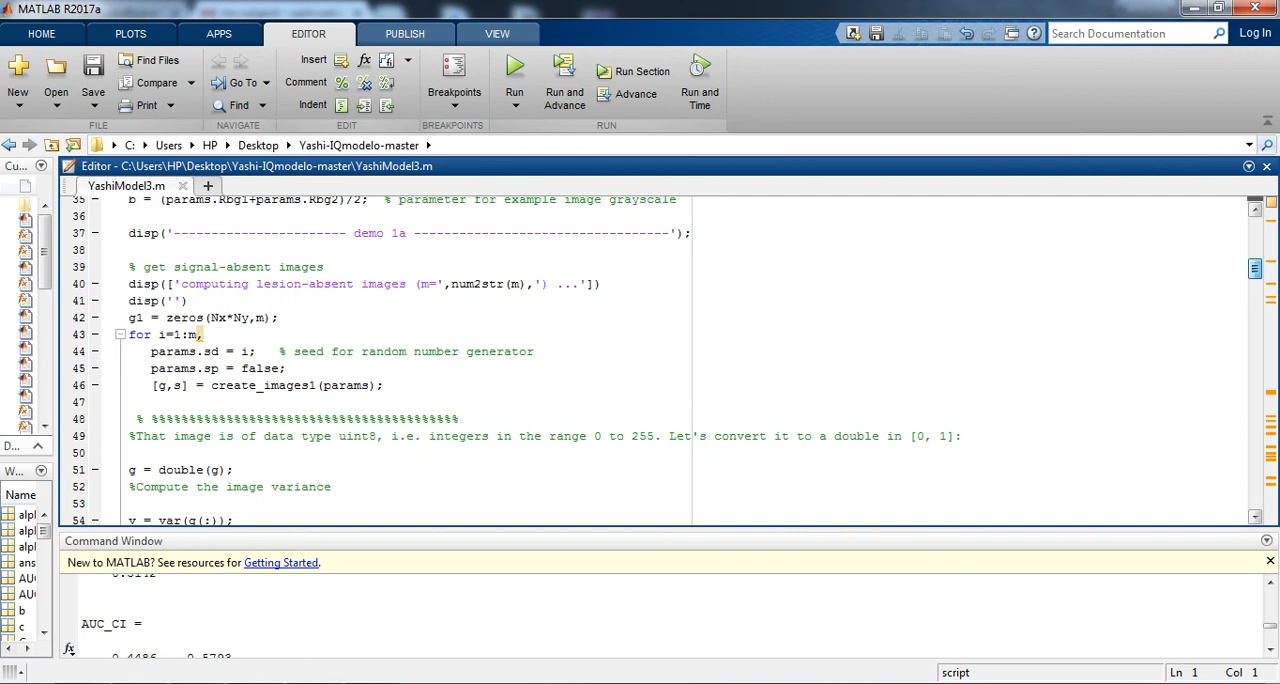 MATLAB R2017a
HOME PLOTS APPS EDITOR PUBLISH VIEW Search Documentation Log In
New Open Save Find Files Compare Print Go To Find Insert Comment Indent Breakpoints Run Run and Advance Run Section Advance Run and Time
FILE NAVIGATE EDIT BREAKPOINTS RUN
C: Users HP Desktop Yashi-IQmodelo-master
Cu... Editor - C:\Users\HP\Desktop\Yashi-IQmodelo-master\YashiModel3.m
YashiModel3.m
35 b = (params.Rbg1+params.Rbg2)/2; % parameter for example image grayscale
36
37 disp('----------------------- demo 1a ----------------------------------');
38
39 % get signal-absent images
40 disp(['computing lesion-absent images (m=',num2str(m),') ...'])
41 disp('')
42 g1 = zeros(Nx*Ny,m);
43 for i=1:m,
44 params.sd = i; % seed for random number generator
45 params.sp = false;
46 [g,s] = create_images1(params);
47
48 % %%%%%%%%%%%%%%%%%%%%%%%%%%%%%%%%%%%%%%%%%
49 %That image is of data type uint8, i.e. integers in the range 0 to 255. Let's convert it to a double in [0, 1]:
50
51 g = double(g);
52 %Compute the image variance
53
54 v = var(g(:));
D...
W...
Name
alpl
alpl
alpl
ans
AU
AU
b
c
Command Window
New to MATLAB? See resources for Getting Started.
0.5142
AUC_CI =
0.4486 0.5793
fx
script Ln 1 Col 1